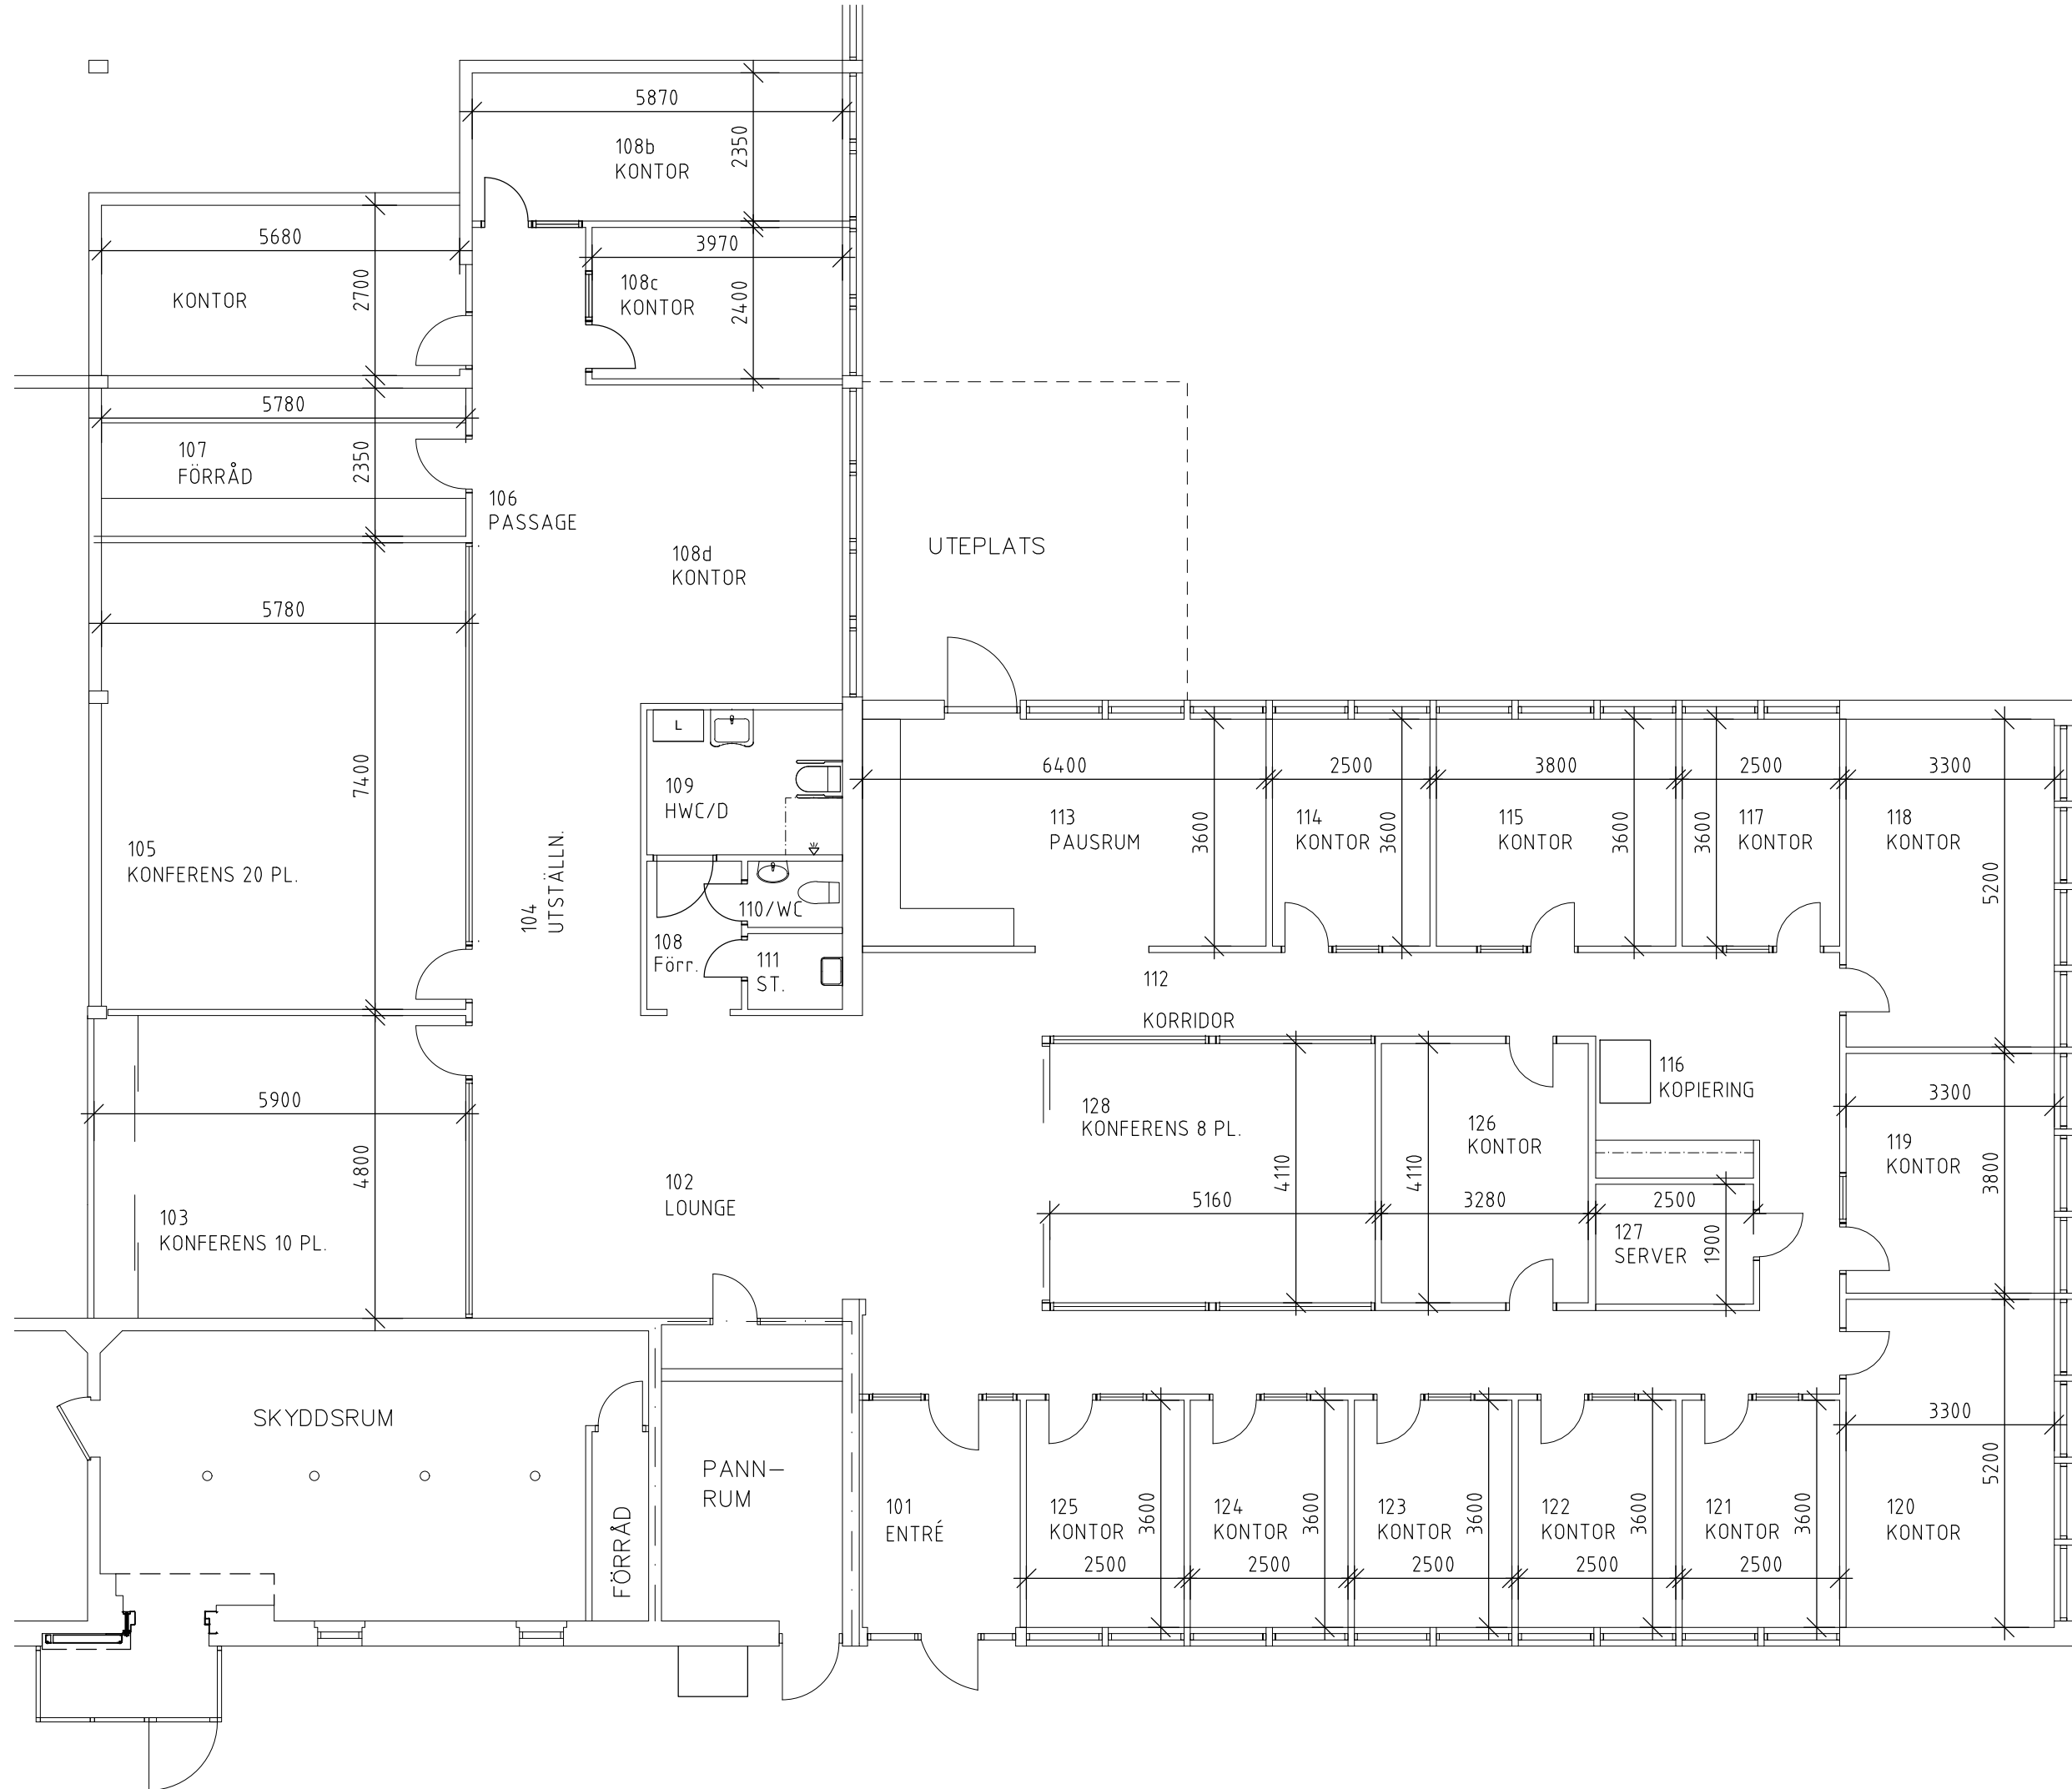 5870
108b
KONTOR
2350
5680
KONTOR
2700
3970
108c
KONTOR
2400
5780
107
FÖRRÅD
2350
106
PASSAGE
108d
KONTOR
UTEPLATS
5780
7400
105
KONFERENS 20 PL.
104
UTSTÄLLN.
L
109
HWC/D
110/WC
108
Förr.
111
ST.
6400
113
PAUSRUM
3600
2500
114
KONTOR
3600
3800
115
KONTOR
3600
2500
117
KONTOR
3600
3300
118
KONTOR
5200
112
KORRIDOR
5900
4800
103
KONFERENS 10 PL.
102
LOUNGE
128
KONFERENS 8 PL.
5160
4110
126
KONTOR
4110
3280
116
KOPIERING
2500
127
SERVER
1900
3300
119
KONTOR
3800
SKYDDSRUM
FÖRRÅD
PANN-
RUM
101
ENTRÉ
125
KONTOR
3600
2500
124
KONTOR
3600
2500
123
KONTOR
3600
2500
122
KONTOR
3600
2500
121
KONTOR
3600
2500
3300
120
KONTOR
5200